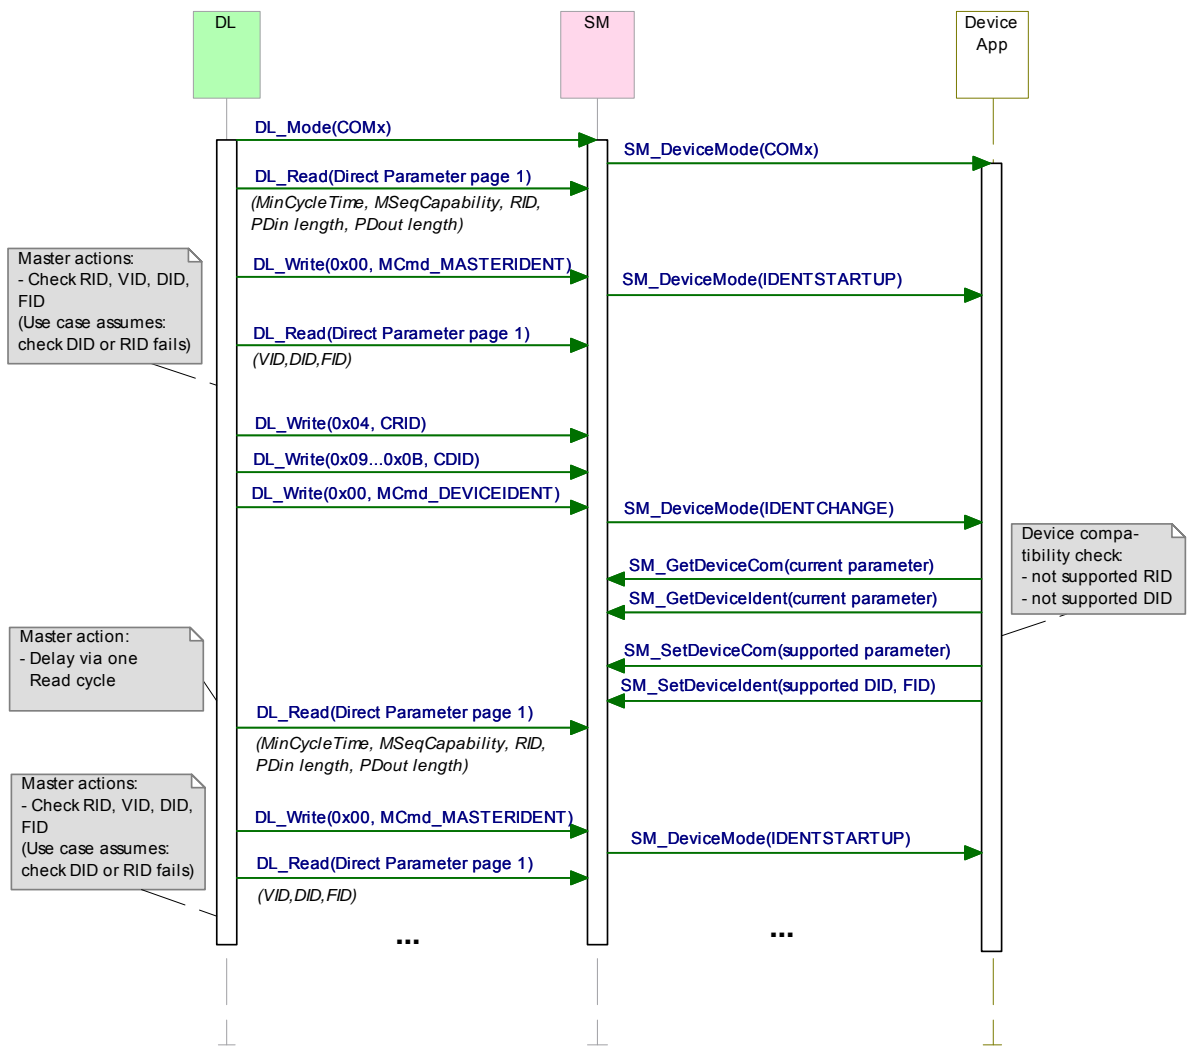 DL
SM
Device
App
DL_Mode(COMx)
SM_DeviceMode(COMx)
DL_Read(Direct Parameter page 1)
(MinCycleTime, MSeqCapability, RID,
PDin length, PDout length)
Master actions:
- Check RID, VID, DID,
FID
(Use case assumes:
check DID or RID fails)
DL_Write(0x00, MCmd_MASTERIDENT)
SM_DeviceMode(IDENTSTARTUP)
DL_Read(Direct Parameter page 1)
(VID,DID,FID)
DL_Write(0x04, CRID)
DL_Write(0x09...0x0B, CDID)
DL_Write(0x00, MCmd_DEVICEIDENT)
SM_DeviceMode(IDENTCHANGE)
Device compa-
tibility check:
- not supported RID
- not supported DID
SM_GetDeviceCom(current parameter)
SM_GetDeviceIdent(current parameter)
Master action:
- Delay via one
Read cycle
SM_SetDeviceCom(supported parameter)
SM_SetDeviceIdent(supported DID, FID)
DL_Read(Direct Parameter page 1)
(MinCycleTime, MSeqCapability, RID,
PDin length, PDout length)
Master actions:
- Check RID, VID, DID,
FID
(Use case assumes:
check DID or RID fails)
DL_Write(0x00, MCmd_MASTERIDENT)
SM_DeviceMode(IDENTSTARTUP)
DL_Read(Direct Parameter page 1)
(VID,DID,FID)
...
...